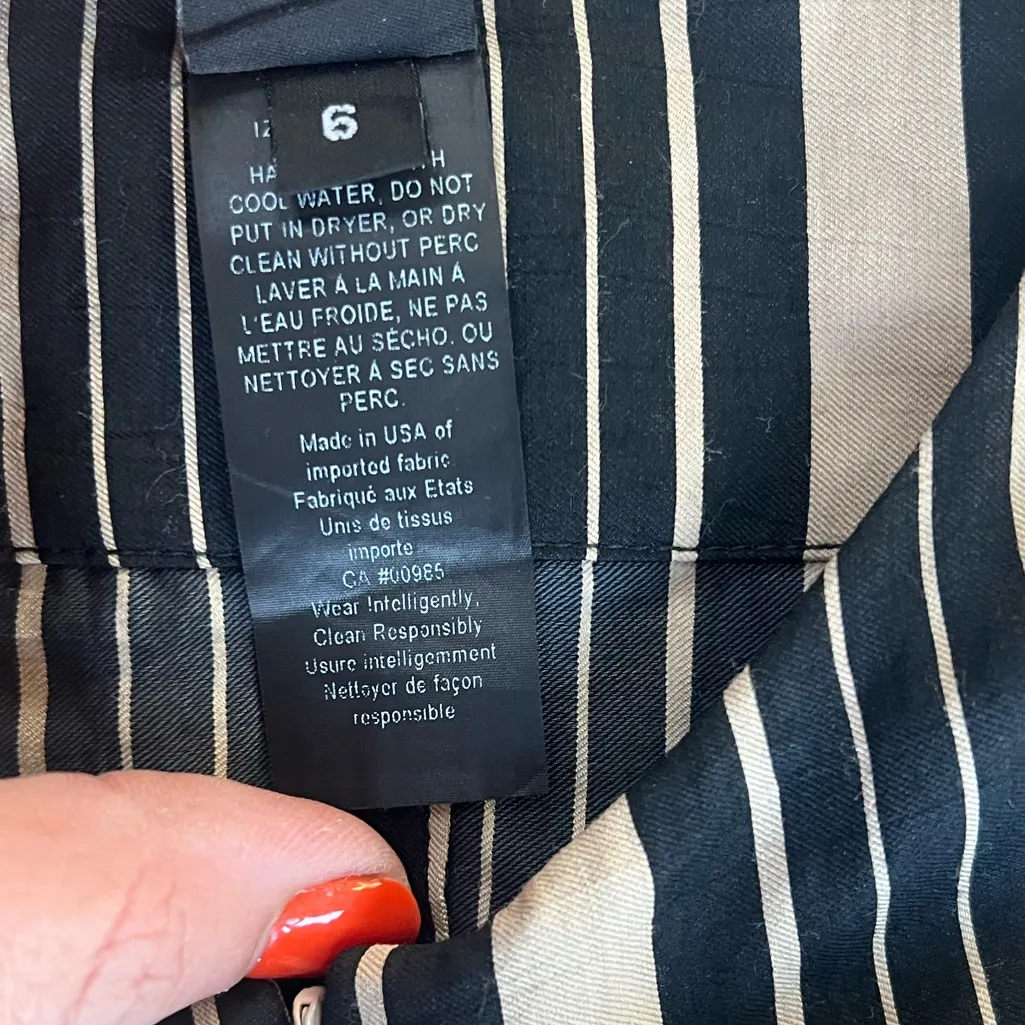 6
COOL WATER, DO NOT
PUT IN DRYER, OR DRY
CLEAN WITHOUT PERC
LAVER À LA MAIN À
L'EAU FROIDE, NE PAS
METTRE AU SÉCHO. OU
NETTOYER À SEC SANS
PERC.
Made in USA of
imported fabric
Fabriqué aux Etats
Unis de tissus
importe
CA #00985
Wear Intelligently,
Clean Responsibly
Usure intelligemment
Nettoyer de façon
responsible